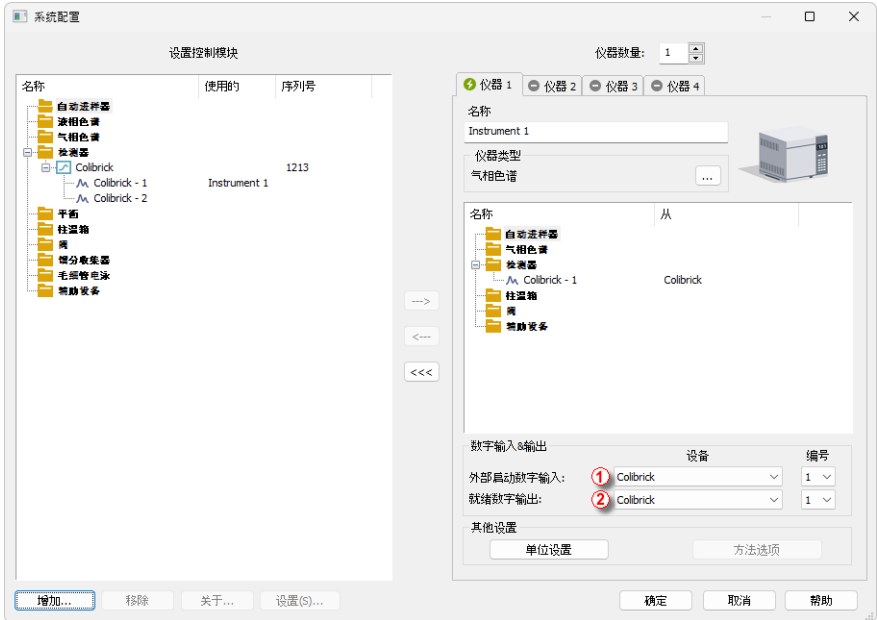 系统配置
设置控制模块
名称 使用的 序列号
自动进样器
液相色谱
气相色谱
检测器
Colibrick 1213
Colibrick - 1 Instrument 1
Colibrick - 2
平衡
柱温箱
阀
馏分收集器
毛细管电泳
辅助设备
--->
<---
<<<
仪器数量: 1
仪器 1 仪器 2 仪器 3 仪器 4
名称
Instrument 1
仪器类型
气相色谱 ...
名称 从
自动进样器
气相色谱
检测器
Colibrick - 1 Colibrick
柱温箱
阀
辅助设备
数字输入&输出
设备 编号
外部启动数字输入: 1 Colibrick 1
就绪数字输出: 2 Colibrick 1
其他设置
单位设置 方法选项
增加... 移除 关于... 设置(S)... 确定 取消 帮助